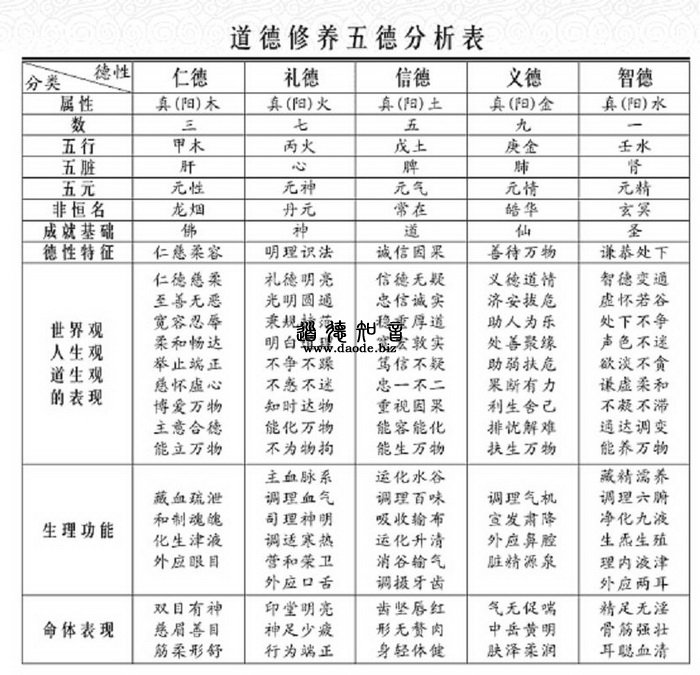 道德修养五德分析表
分类 德性 仁德 礼德 信德 义德 智德
属性 真(阳)木 真(阳)火 真(阳)土 真(阳)金 真(阳)水
数 三 七 五 九 一
五行 甲木 丙火 戊土 庚金 壬水
五脏 肝 心 脾 肺 肾
五元 元性 元神 元气 元情 元精
非恒名 龙烟 丹元 常在 皓华 玄冥
成就基础 佛 神 道 仙 圣
德性特征 仁慈柔容 明理识法 诚信因果 善待万物 谦恭处下
世界观
人生观
道生观
的表现
仁德慈柔 礼德明亮 信德无疑 义德道情 智德变通
至善无恶 光明圆通 忠信诚实 济安扶危 虚怀若谷
宽容忍辱 秉规 稳重厚道 助人为乐 处下不争
柔和畅达 明白 敦实 处善聚缘 声色不迷
举止端正 不争不躁 笃信不疑 助弱扶危 欲淡不贪
慈怀虚心 不惑不迷 忠一不二 果断有力 谦虚柔和
博爱万物 知时达物 重视因果 利生舍己 不凝不滞
主意合德 能化万物 能容能化 排忧解难 通达调变
能立万物 不为物拘 能生万物 扶生万物 能养万物
道德知音
www.daode.biz
生理功能
主血脉系 运化水谷 藏精濡养
藏血疏泄 调理血气 调理百味 调理气机 调理六腑
和制魂魄 司理神明 吸收输布 宣发肃降 净化九液
化生津液 调适寒热 运化升清 外应鼻腔 生炁生殖
外应眼目 营和荣卫 消谷输气 脏精源泉 理内液津
外应口舌 调摄牙齿 外应两耳
命体表现
双目有神 印堂明亮 齿坚唇红 气无促喘 精足无淫
慈眉善目 神足少疲 形无赘肉 中岳黄明 骨筋强壮
筋柔形舒 行为端正 身轻体健 肤泽柔润 耳聪血清